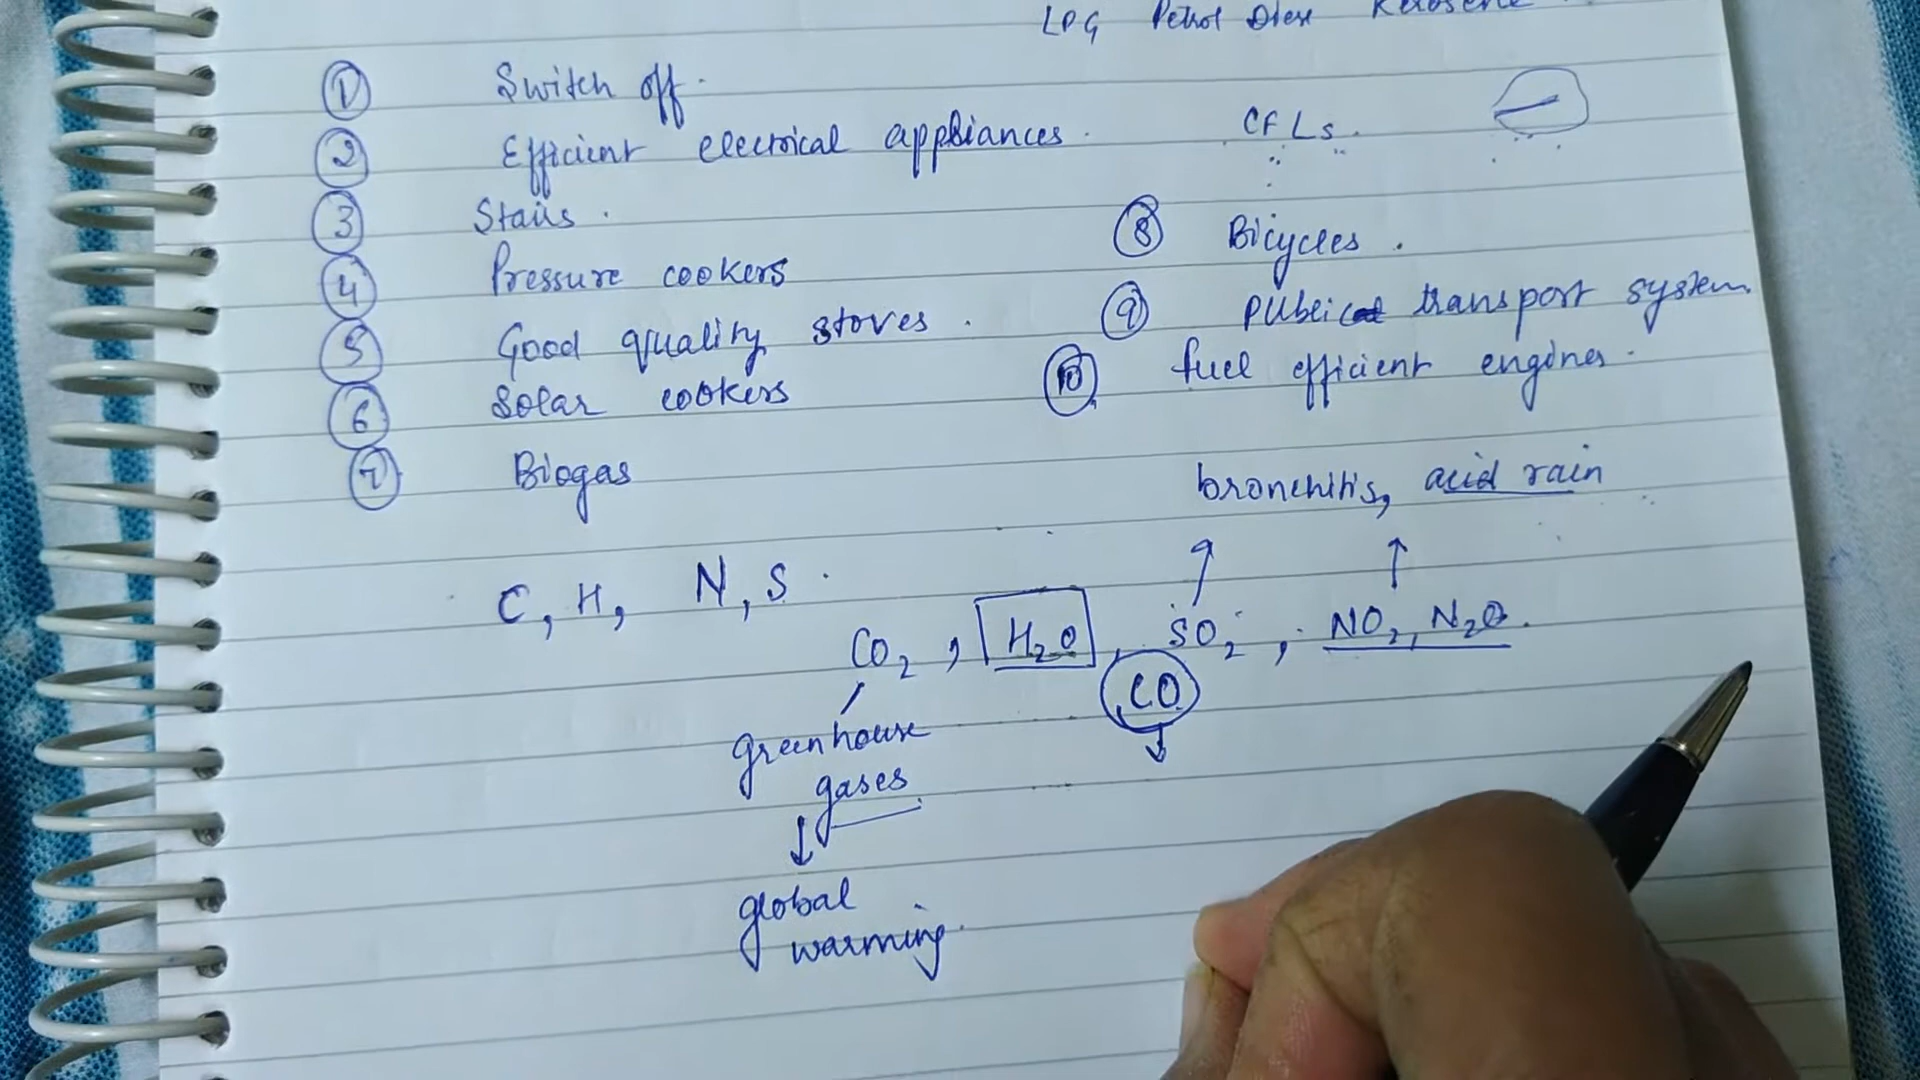 LPG Petrol Diese Kerosene
① Switch off.
② Efficient electrical appliances. CFLs.
③ Stairs.
④ Pressure cookers
⑤ Good quality stoves.
⑥ Solar cookers
⑦ Biogas
⑧ Bicycles.
⑨ Public transport system.
⑩ fuel efficient engines.
bronchitis, acid rain
C, H, N, S.
CO₂, H₂O, SO₂, NO₂, N₂O.
CO
greenhouse
gases
global
warming.